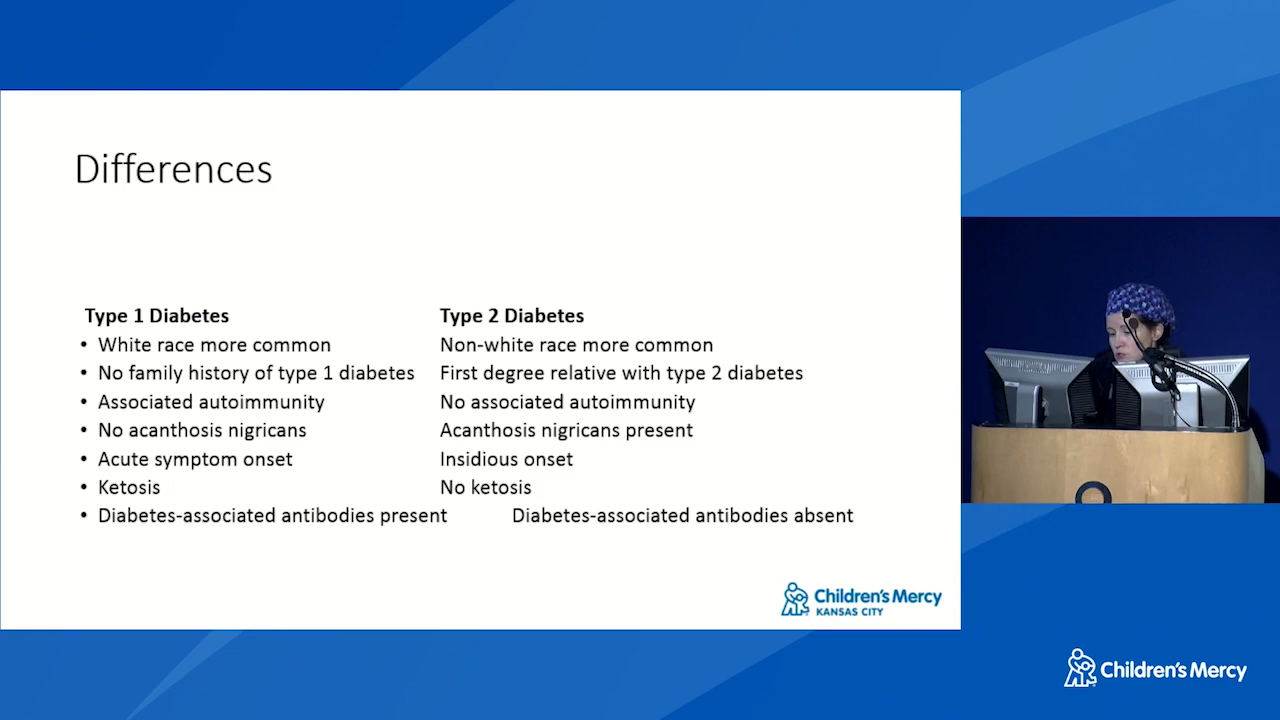 Differences
Type 1 Diabetes
• White race more common
• No family history of type 1 diabetes
• Associated autoimmunity
• No acanthosis nigricans
• Acute symptom onset
• Ketosis
• Diabetes-associated antibodies present
Type 2 Diabetes
Non-white race more common
First degree relative with type 2 diabetes
No associated autoimmunity
Acanthosis nigricans present
Insidious onset
No ketosis
Diabetes-associated antibodies absent
Children's Mercy
KANSAS CITY
Children's Mercy